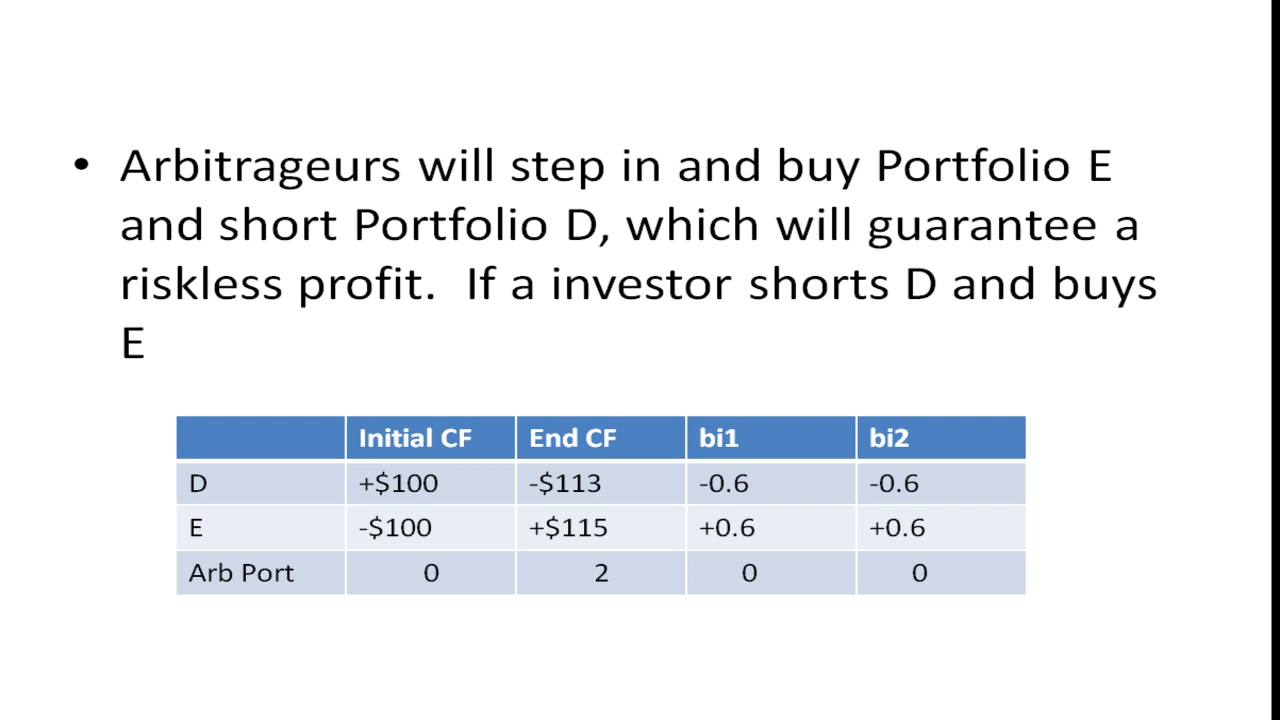 • Arbitrageurs will step in and buy Portfolio E
and short Portfolio D, which will guarantee a
riskless profit.  If a investor shorts D and buys
E
Initial CF End CF bi1 bi2
D +$100 -$113 -0.6 -0.6
E -$100 +$115 +0.6 +0.6
Arb Port 0 2 0 0